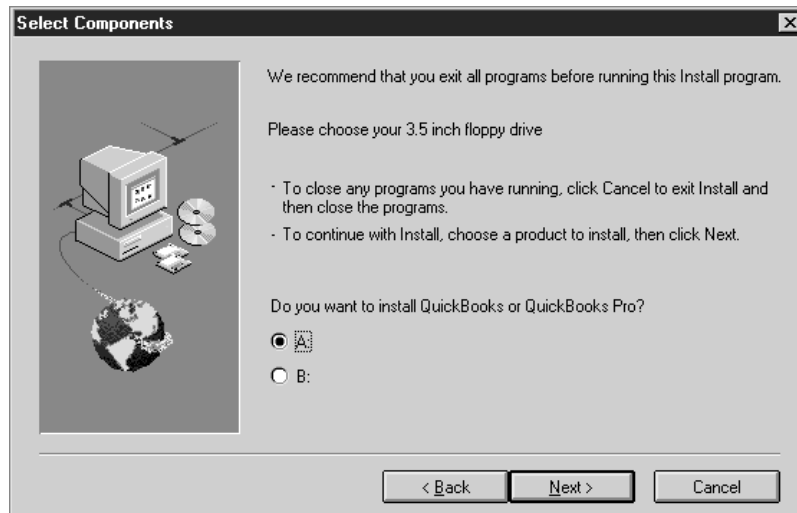 Select Components
We recommend that you exit all programs before running this Install program.
Please choose your 3.5 inch floppy drive
- To close any programs you have running, click Cancel to exit Install and
then close the programs.
- To continue with Install, choose a product to install, then click Next.
Do you want to install QuickBooks or QuickBooks Pro?
A:
B:
< Back Next > Cancel